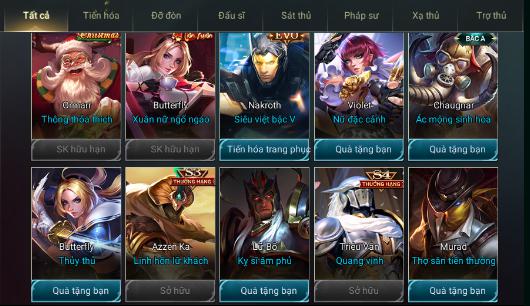 Tất cả Tiến hóa Đỡ đòn Đấu sĩ Sát thủ Pháp sư Xạ thủ Trợ thủ
Christmas EVO BẬC A
Ormarr Butterfly Nakroth Violet Chaugnar
Thông thỏa thích Xuân nữ ngổ ngáo Siêu việt bậc V Nữ đặc cảnh Ác mộng sinh hóa
SK hữu hạn SK hữu hạn Tiến hóa trang phục Quà tặng bạn Quà tặng bạn
S3 S4
THƯỞNG HẠNG THƯỞNG HẠNG
Butterfly Azzen'Ka Lữ Bố Triệu Vân Murad
Thủy thủ Linh hồn lữ khách Kỵ sĩ âm phủ Quang vinh Thợ săn tiền thưởng
Quà tặng bạn Sở hữu Quà tặng bạn Sở hữu Quà tặng bạn